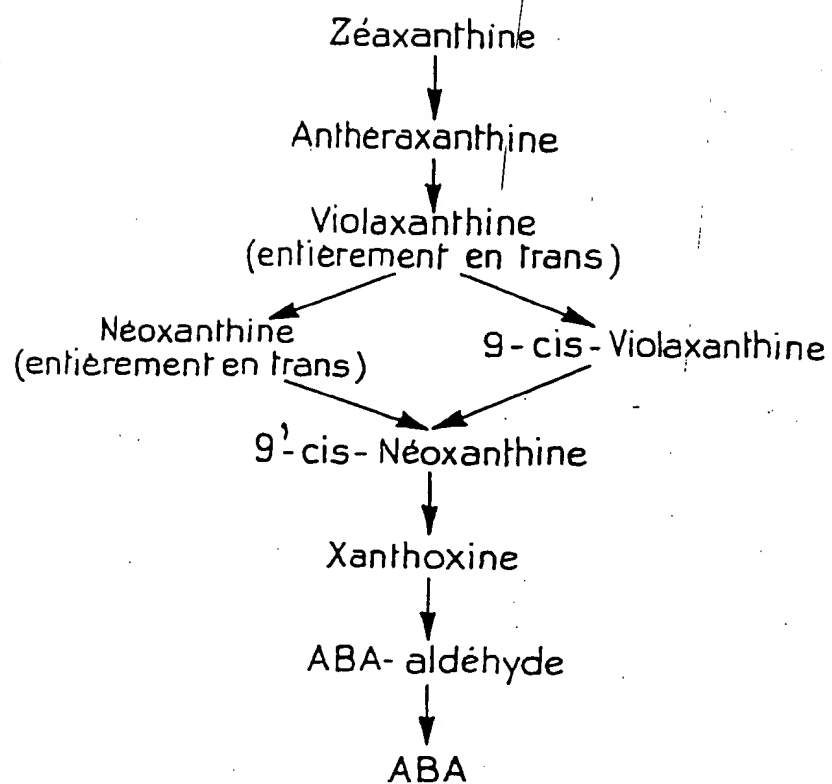 Zéaxanthine
Anthéraxanthine
Violaxanthine
(entièrement en trans)
Néoxanthine
(entièrement en trans)
9-cis-Violaxanthine
9'-cis-Néoxanthine
Xanthoxine
ABA-aldéhyde
ABA